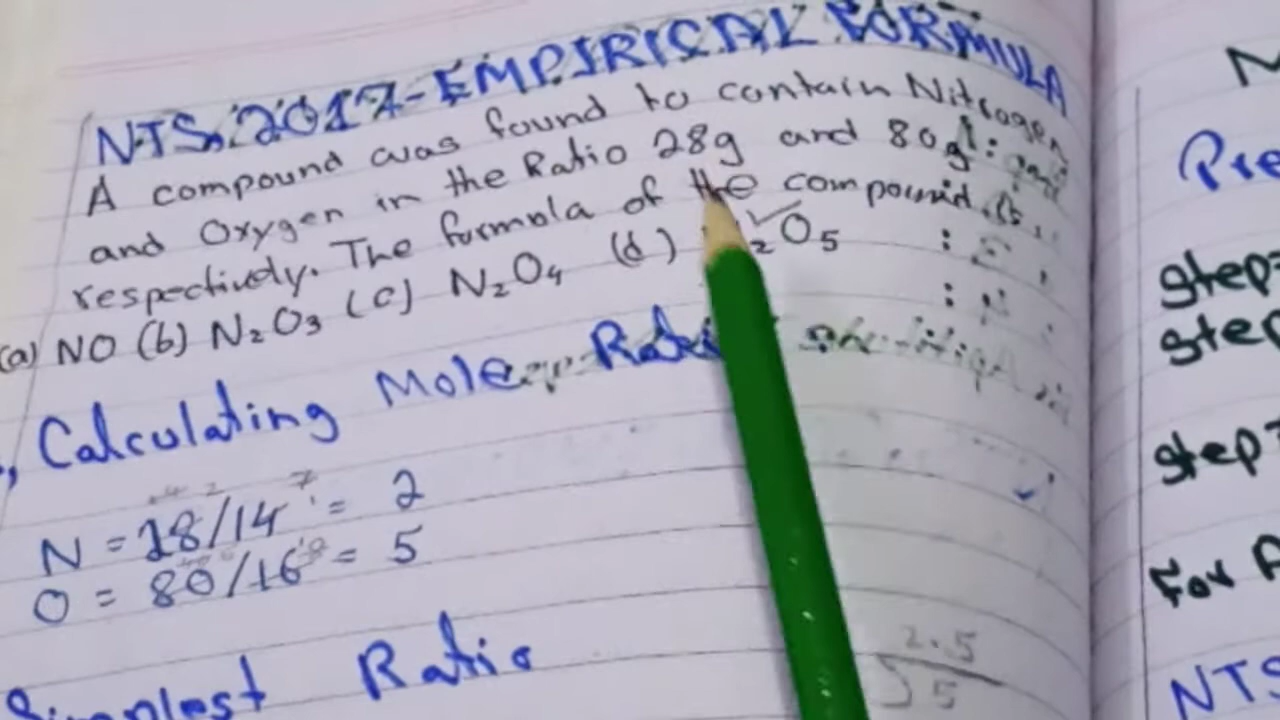 NTS, 2017-EMPIRICAL FORMULA
A compound was found to contain Nitrogen
and Oxygen in the Ratio 28g and 80g
respectively. The formula of the compound is
(a) NO (b) N₂O₃ (c) N₂O₄ (d) ₂O₅
Calculating Mole Ratio
N = 28/14 = 2
O = 80/16 = 5
Simplest Ratio
2.5
5
Pre
Step=
Step
Step=
For A
NTS